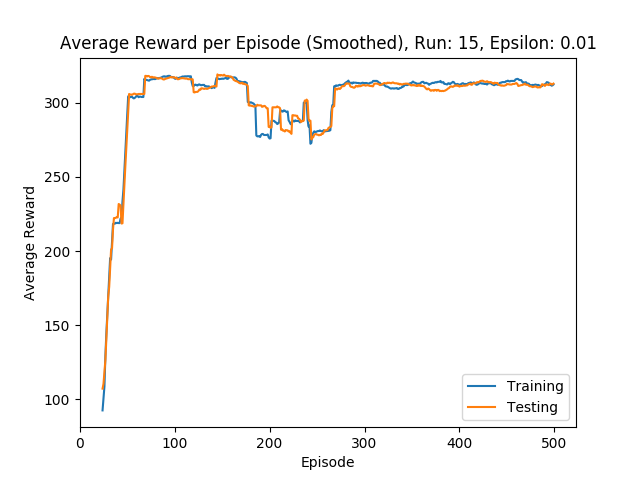 Average Reward per Episode (Smoothed), Run: 15, Epsilon: 0.01
Average Reward
300
250
200
150
100
0
100
200
300
400
500
Episode
Training
Testing